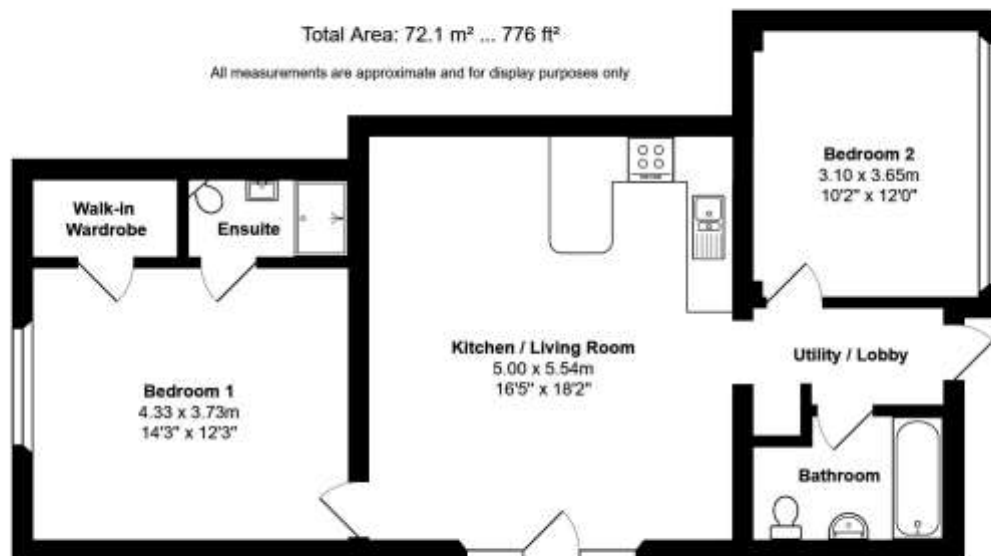 Total Area: 72.1 m² ... 776 ft²
All measurements are approximate and for display purposes only
Walk-in
Wardrobe
Ensuite
Bedroom 1
4.33 x 3.73m
14'3" x 12'3"
Kitchen / Living Room
5.00 x 5.54m
16'5" x 18'2"
Bedroom 2
3.10 x 3.65m
10'2" x 12'0"
Utility / Lobby
Bathroom